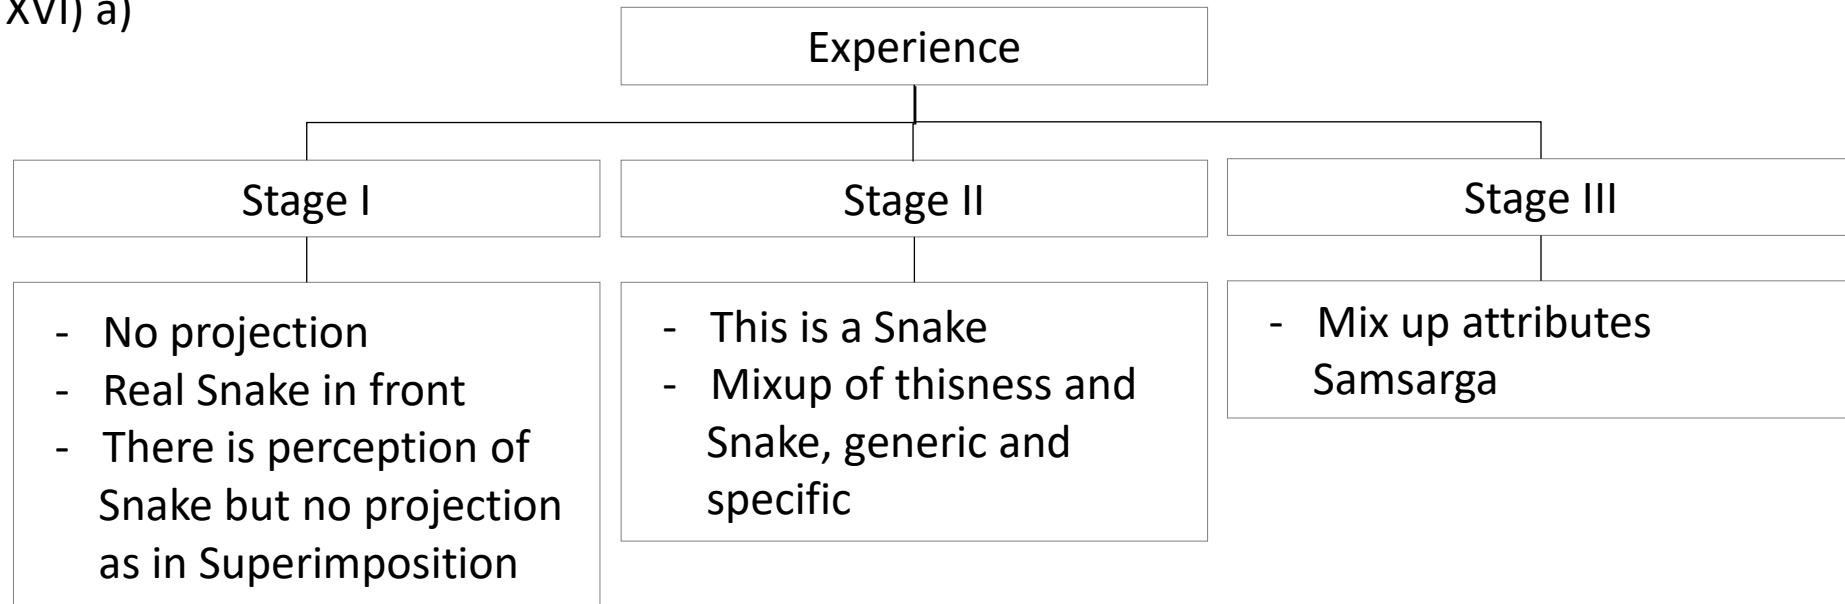 XVI) a)
Experience
Stage I
Stage II
Stage III
- No projection
- Real Snake in front
- There is perception of
Snake but no projection
as in Superimposition
- This is a Snake
- Mixup of thisness and
Snake, generic and
specific
- Mix up attributes
Samsarga